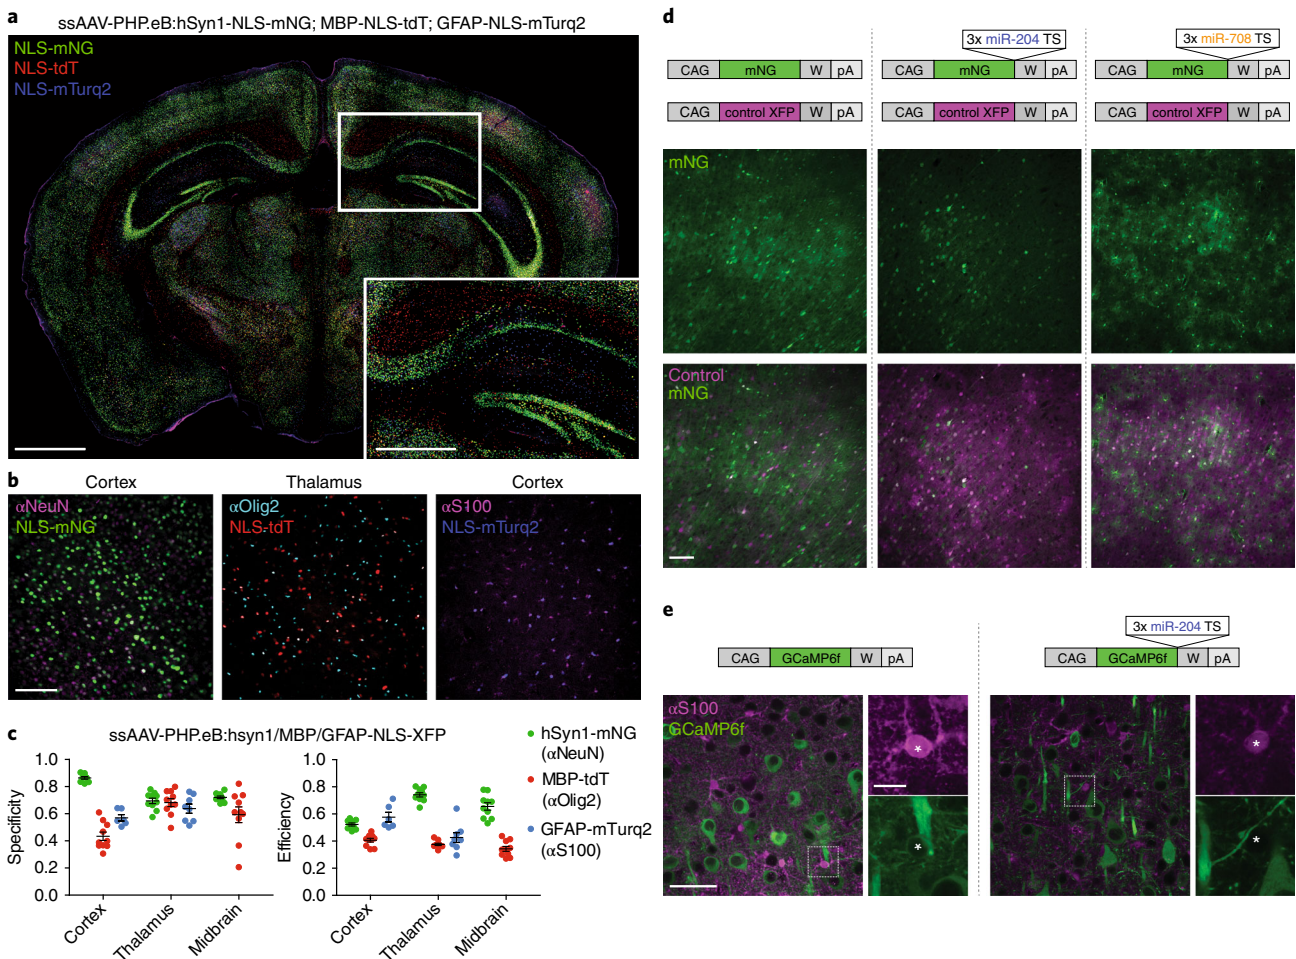 a
ssAAV-PHP.eB:hSyn1-NLS-mNG; MBP-NLS-tdT; GFAP-NLS-mTurq2
NLS-mNG
NLS-tdT
NLS-mTurq2
b
Cortex
αNeuN
NLS-mNG
Thalamus
αOlig2
NLS-tdT
Cortex
αS100
NLS-mTurq2
c
ssAAV-PHP.eB:hsyn1/MBP/GFAP-NLS-XFP
Specificity
1.0
0.8
0.6
0.4
0.2
0.0
Cortex
Thalamus
Midbrain
Efficiency
1.0
0.8
0.6
0.4
0.2
0.0
Cortex
Thalamus
Midbrain
hSyn1-mNG
(αNeuN)
MBP-tdT
(αOlig2)
GFAP-mTurq2
(αS100)
d
3x miR-204 TS
3x miR-708 TS
CAG mNG W pA
CAG mNG W pA
CAG mNG W pA
CAG control XFP W pA
CAG control XFP W pA
CAG control XFP W pA
mNG
Control
mNG
e
3x miR-204 TS
CAG GCaMP6f W pA
CAG GCaMP6f W pA
αS100
GCaMP6f
*
*
*
*